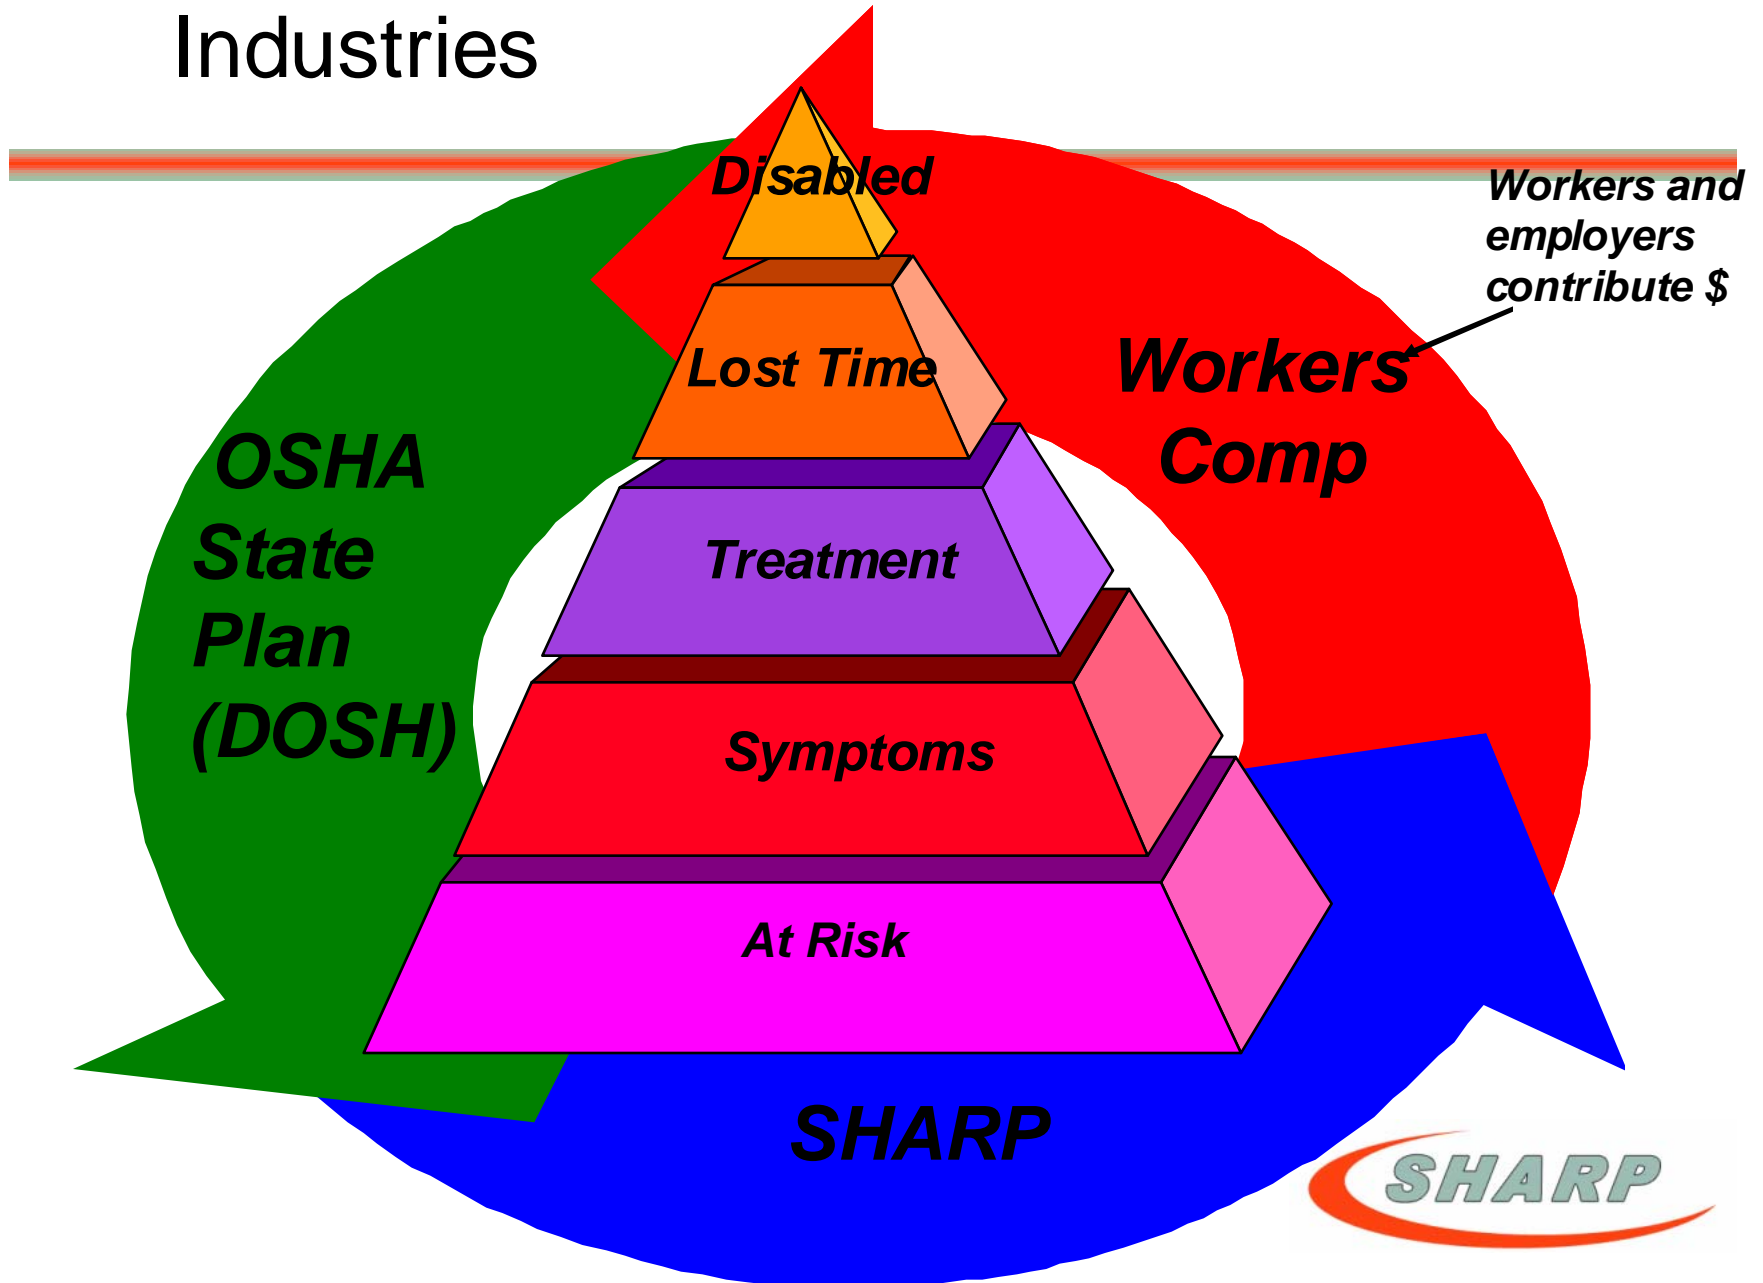 Industries
Disabled
Workers and
employers
contribute $
Lost Time
Workers
Comp
OSHA
State
Plan
(DOSH)
Treatment
Symptoms
At Risk
SHARP
SHARP